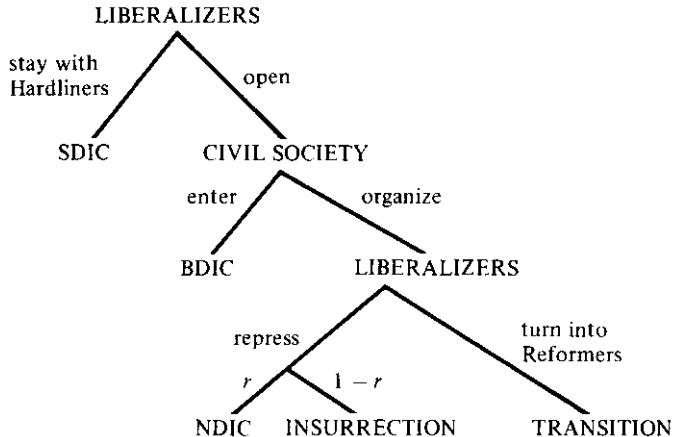 LIBERALIZERS
stay with
Hardliners
open
SDIC
CIVIL SOCIETY
enter
organize
BDIC
LIBERALIZERS
repress
turn into
Reformers
r
1 – r
NDIC
INSURRECTION
TRANSITION